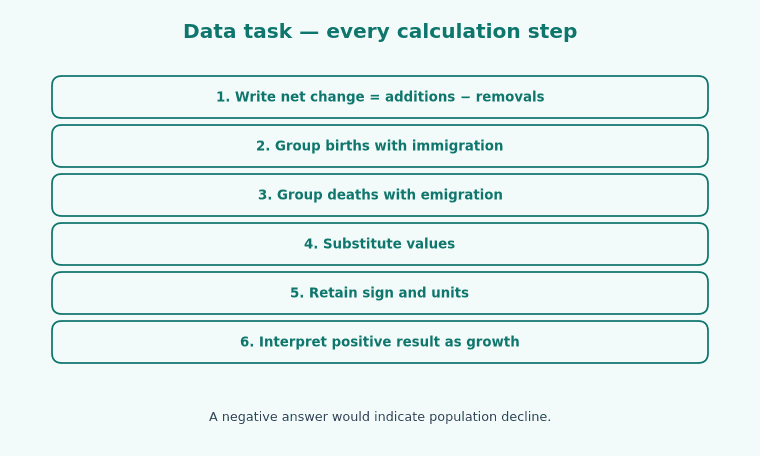 Data task — every calculation step
1. Write net change = additions − removals
2. Group births with immigration
3. Group deaths with emigration
4. Substitute values
5. Retain sign and units
6. Interpret positive result as growth
A negative answer would indicate population decline.